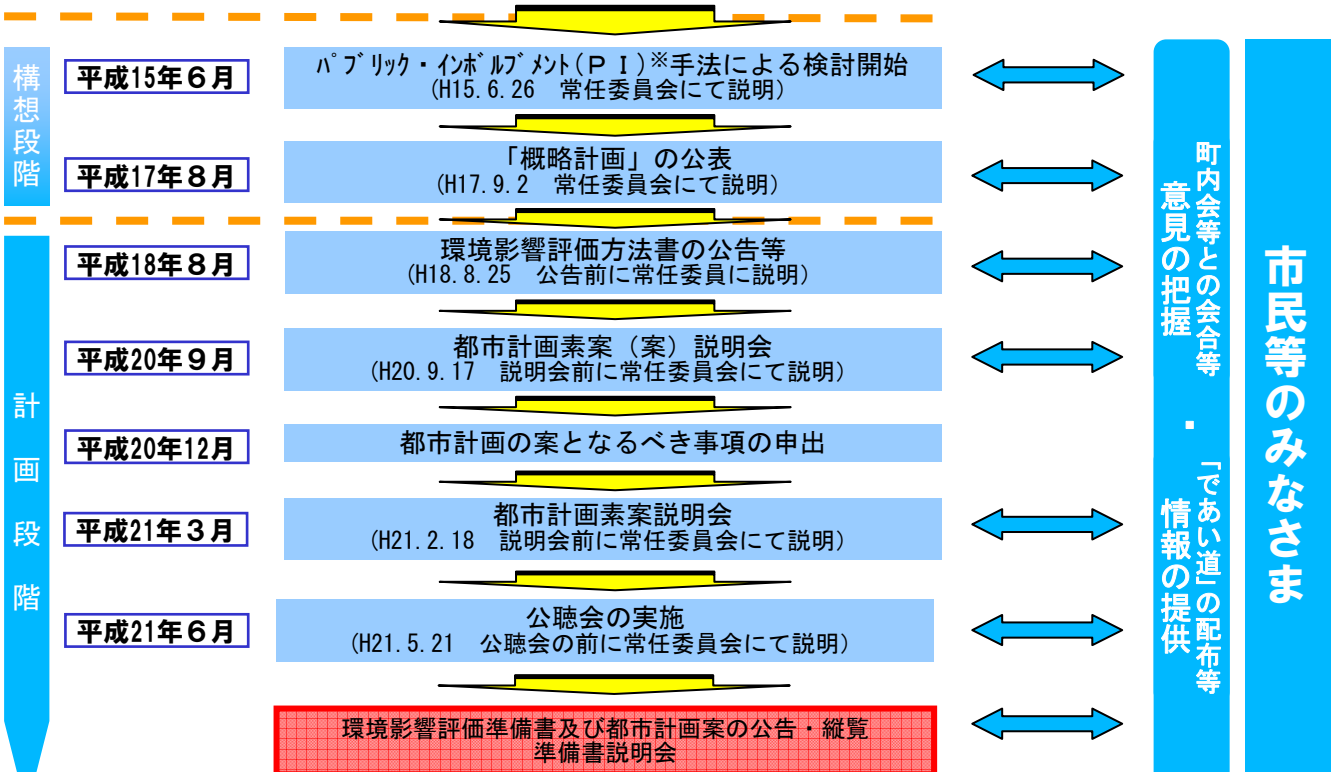 構想段階
平成15年6月
パブリック・インボルブメント(ＰＩ)※手法による検討開始
(H15.6.26 常任委員会にて説明)
平成17年8月
「概略計画」の公表
(H17.9.2 常任委員会にて説明)
計画段階
平成18年8月
環境影響評価方法書の公告等
(H18.8.25 公告前に常任委員に説明)
平成20年9月
都市計画素案（案）説明会
(H20.9.17 説明会前に常任委員会にて説明)
平成20年12月
都市計画の案となるべき事項の申出
平成21年3月
都市計画素案説明会
(H21.2.18 説明会前に常任委員会にて説明)
平成21年6月
公聴会の実施
(H21.5.21 公聴会の前に常任委員会にて説明)
環境影響評価準備書及び都市計画案の公告・縦覧
準備書説明会
町内会等との会合等 ・ 「であい道」の配布等
意見の把握 情報の提供
市民等のみなさま